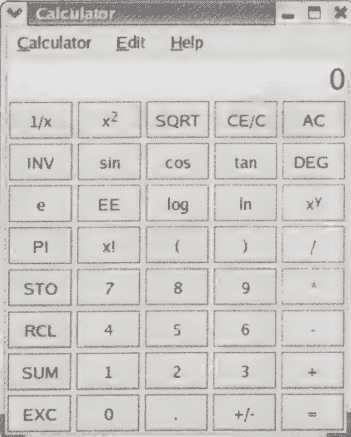 Calculator
Calculator Edit Help
0
1/x x² SQRT CE/C AC
INV sin cos tan DEG
e EE log ln xʸ
PI x! ( ) /
STO 7 8 9 *
RCL 4 5 6 -
SUM 1 2 3 +
EXC 0 . +/- =